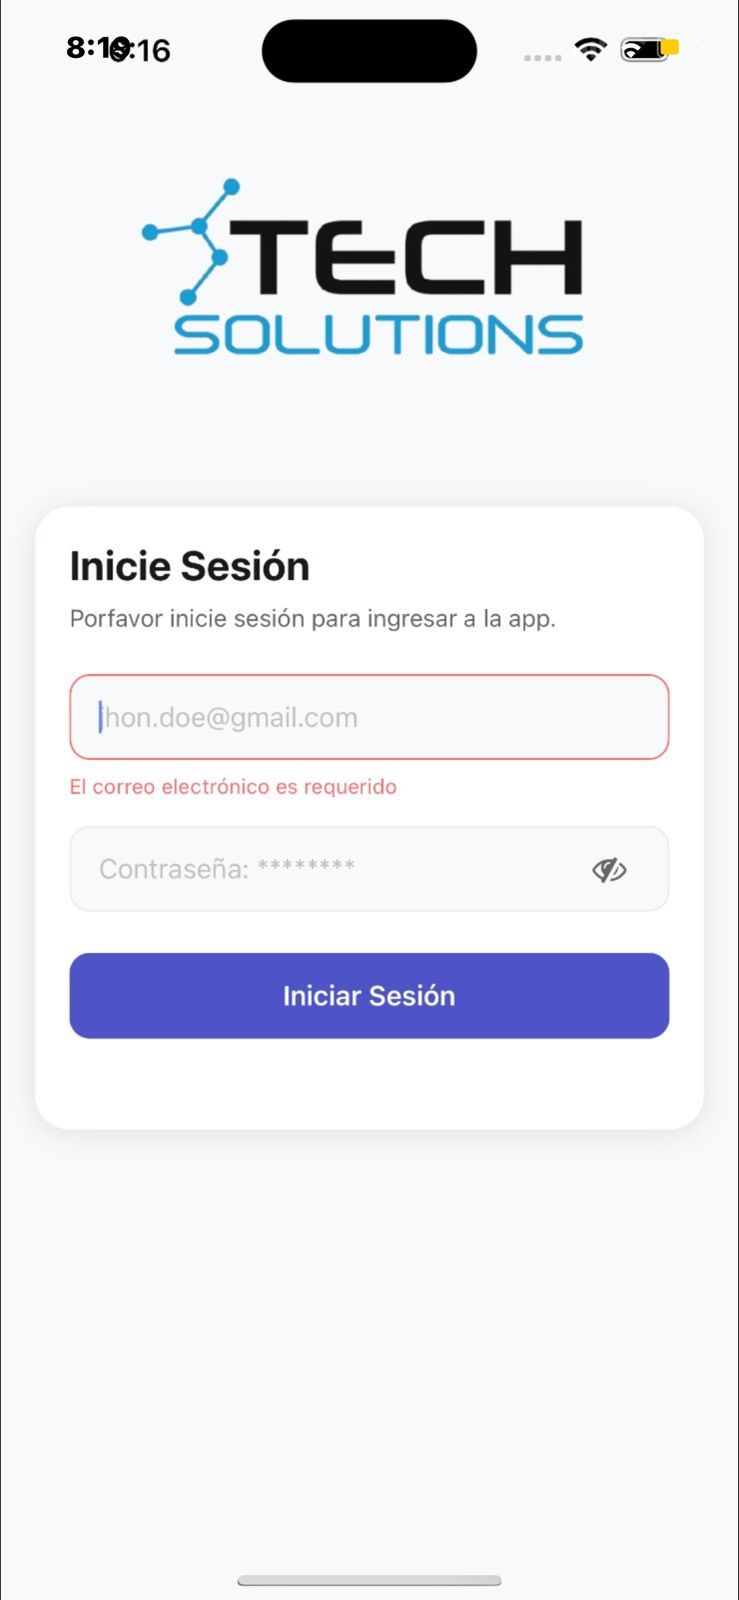 8:19
TECH
SOLUTIONS
Inicie Sesión
Porfavor inicie sesión para ingresar a la app.
jhon.doe@gmail.com
El correo electrónico es requerido
Contraseña: ********
Iniciar Sesión